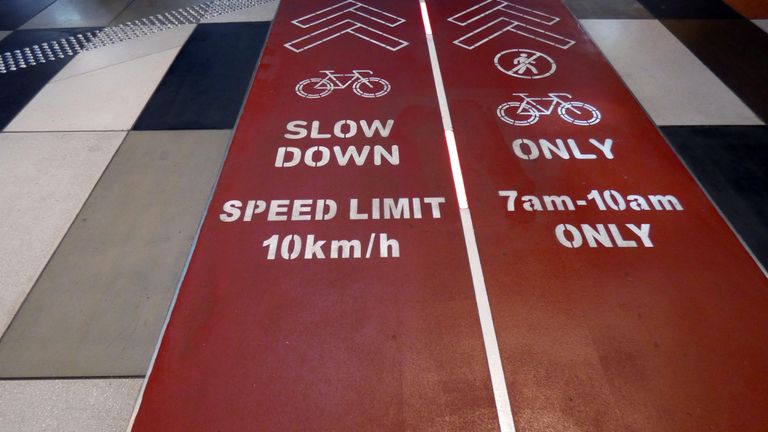 SLOW
DOWN
SPEED LIMIT
10km/h
ONLY
7am-10am
ONLY